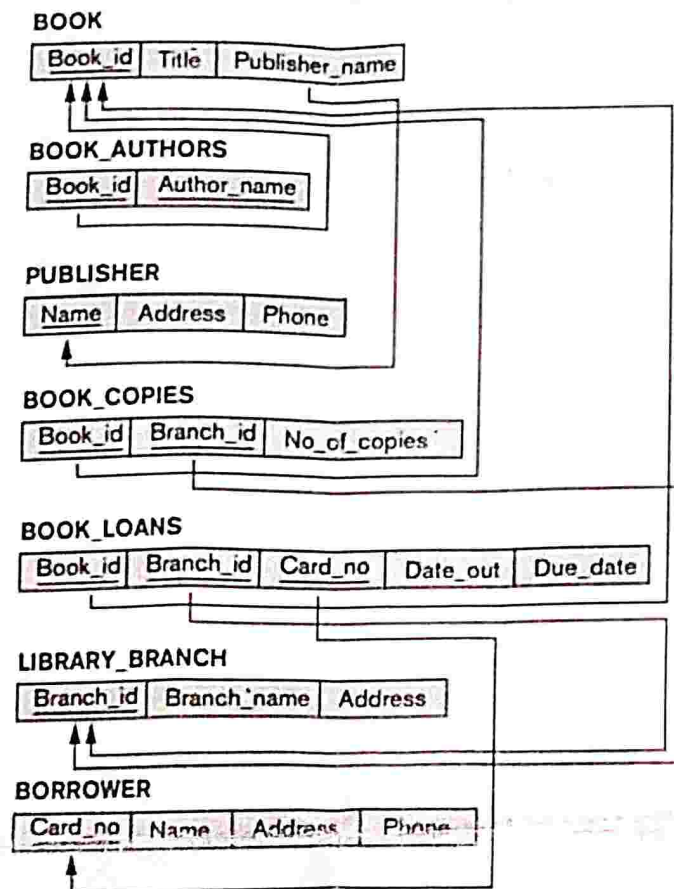 BOOK
Book_id Title Publisher_name
BOOK_AUTHORS
Book_id Author_name
PUBLISHER
Name Address Phone
BOOK_COPIES
Book_id Branch_id No_of_copies
BOOK_LOANS
Book_id Branch_id Card_no Date_out Due_date
LIBRARY_BRANCH
Branch_id Branch_name Address
BORROWER
Card_no Name Address Phone